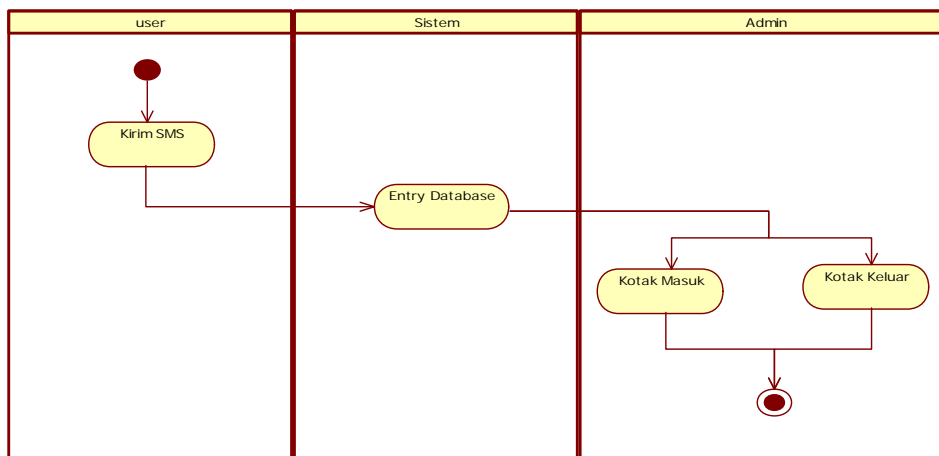 user
Sistem
Admin
Kirim SMS
Entry Database
Kotak Masuk
Kotak Keluar